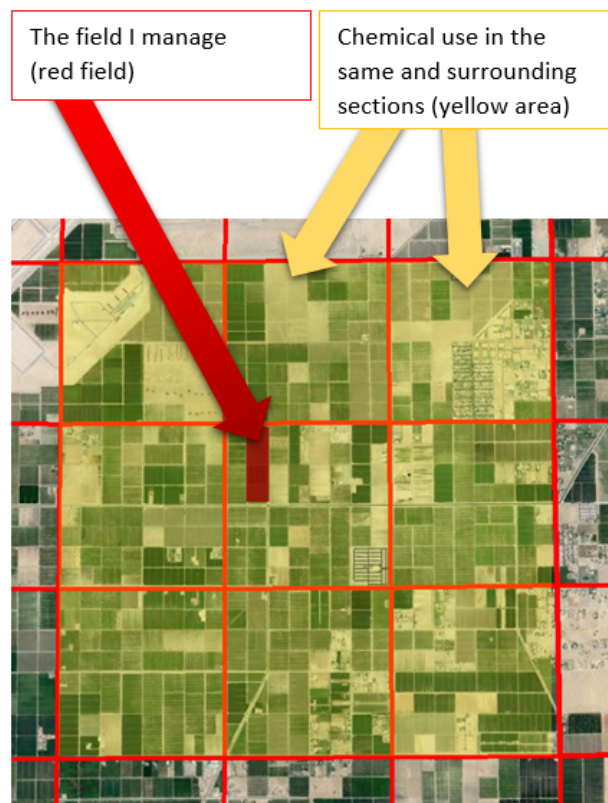 The field I manage
(red field)
Chemical use in the
same and surrounding
sections (yellow area)